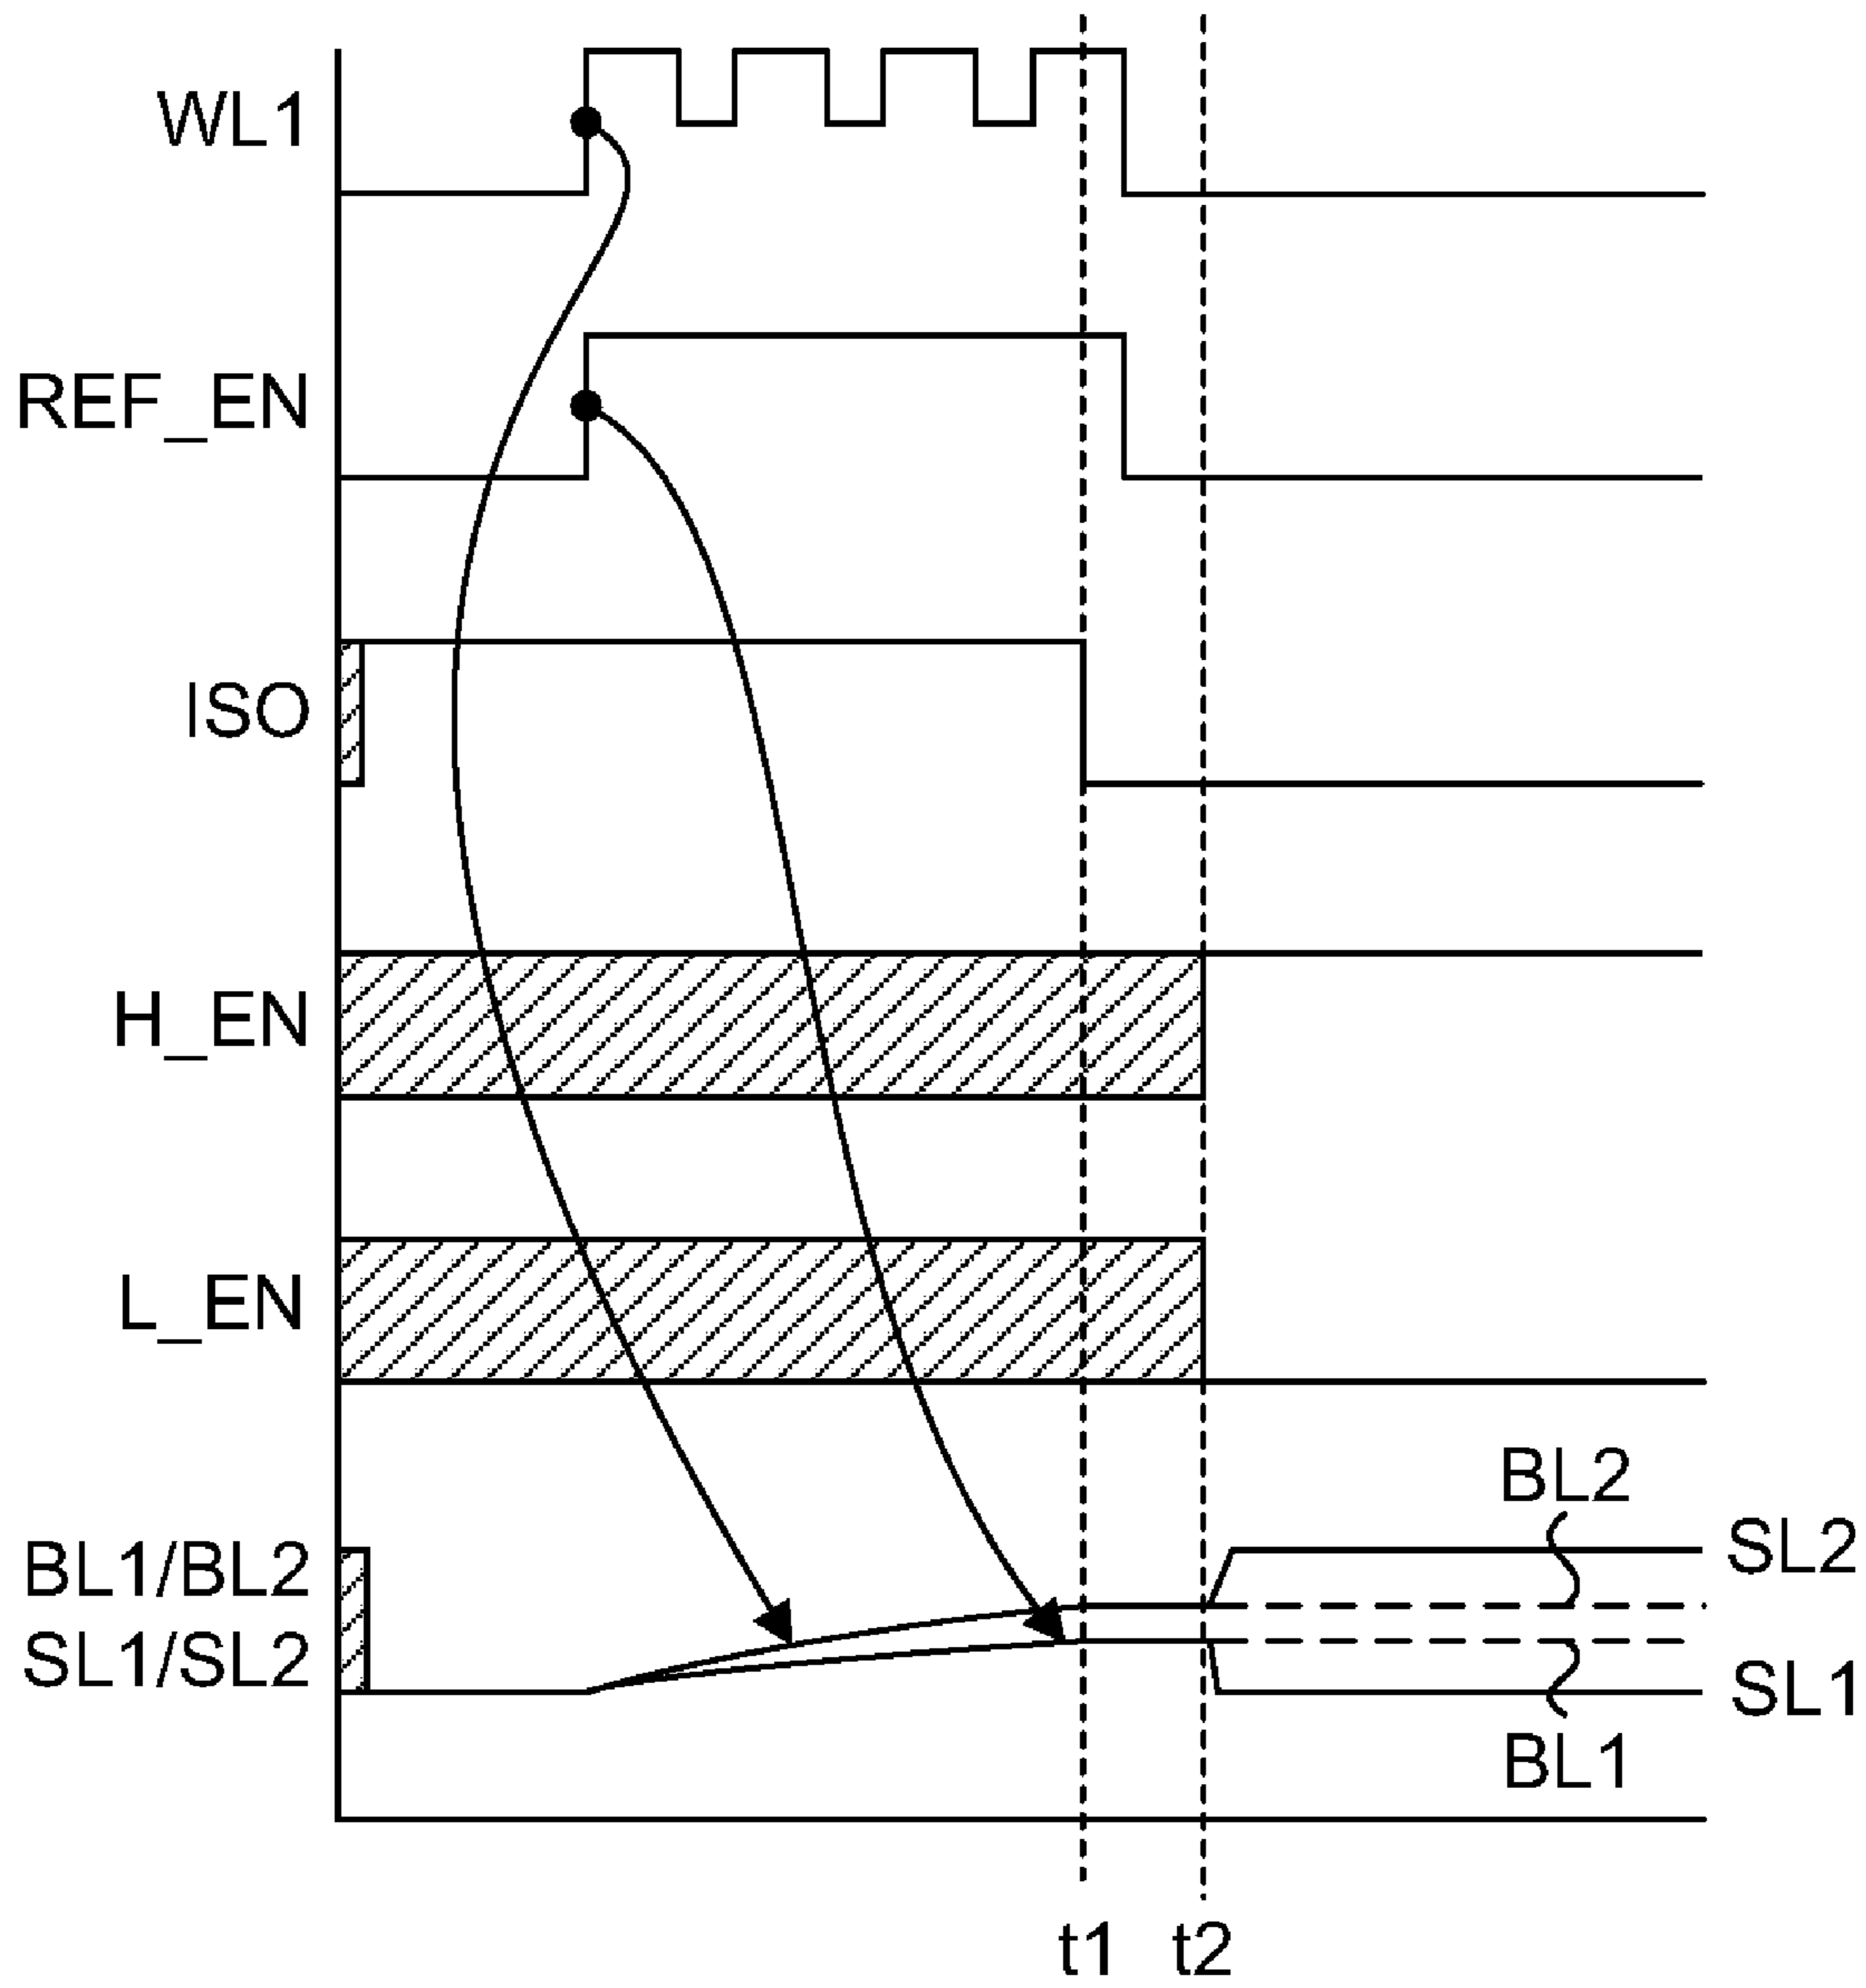 WL1
REF_EN
ISO
H_EN
L_EN
BL2
BL1/BL2
SL2
SL1/SL2
SL1
BL1
t1
t2